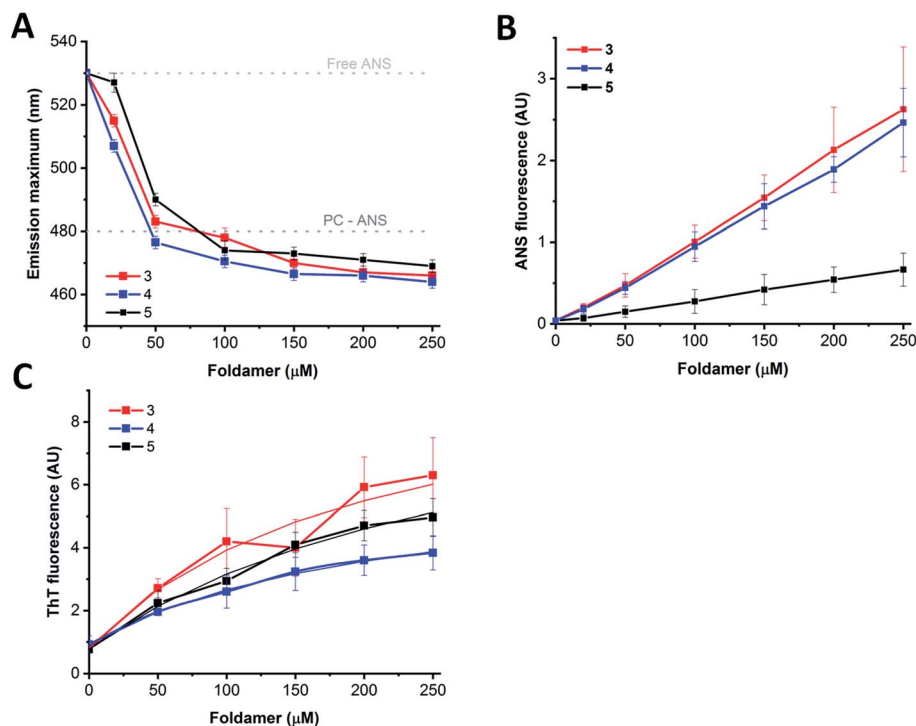 A
540
520
500
480
460
Emission maximum (nm)
Free ANS
PC - ANS
3
4
5
0 50 100 150 200 250
Foldamer (μM)
B
3
2
1
0
ANS fluorescence (AU)
3
4
5
0 50 100 150 200 250
Foldamer (μM)
C
8
6
4
2
0
ThT fluorescence (AU)
3
4
5
0 50 100 150 200 250
Foldamer (μM)